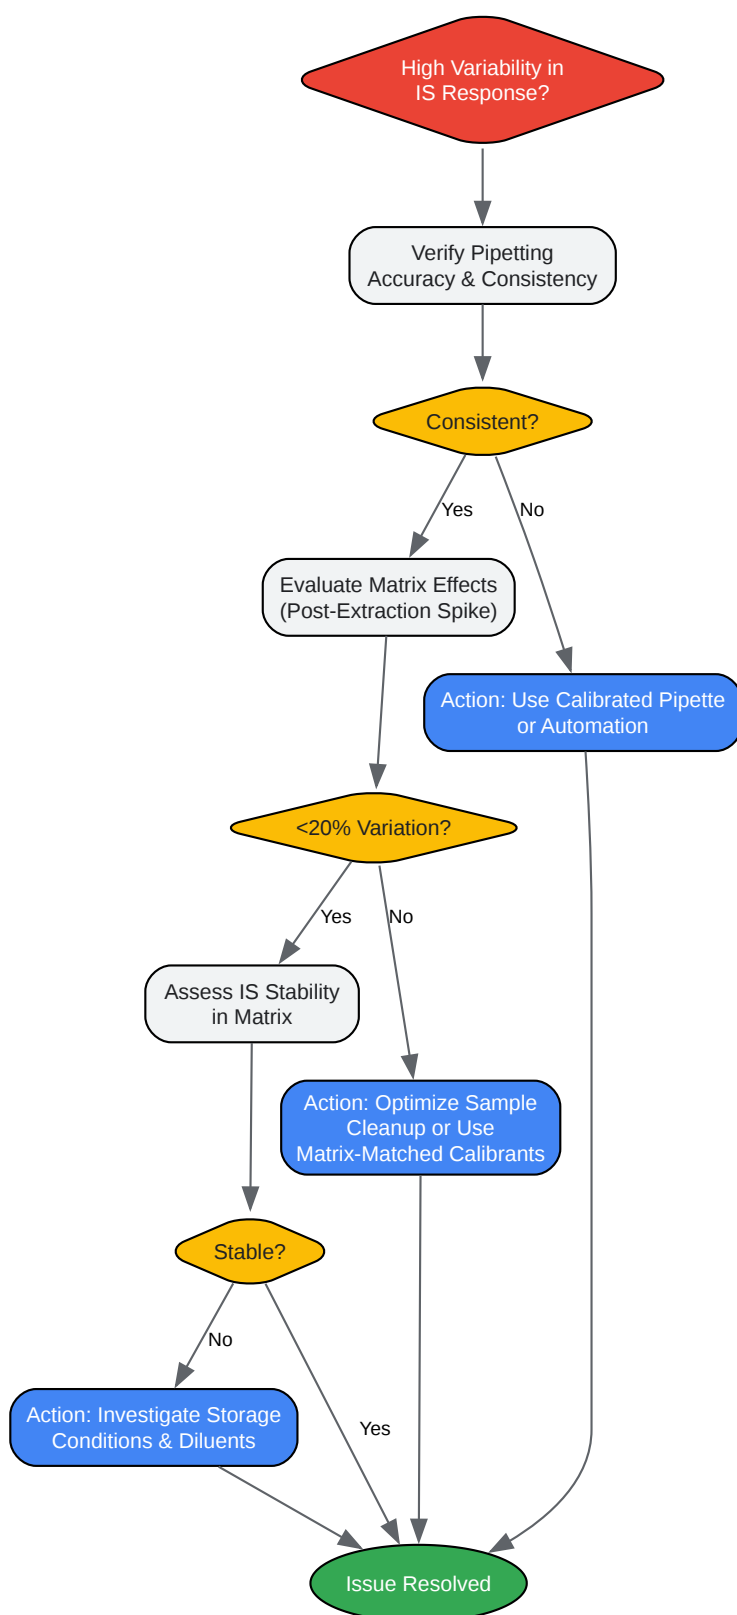 High Variability in
IS Response?
Verify Pipetting
Accuracy & Consistency
Consistent?
Yes
No
Evaluate Matrix Effects
(Post-Extraction Spike)
Action: Use Calibrated Pipette
or Automation
<20% Variation?
Yes
No
Assess IS Stability
in Matrix
Action: Optimize Sample
Cleanup or Use
Matrix-Matched Calibrants
Stable?
No
Yes
Action: Investigate Storage
Conditions & Diluents
Issue Resolved